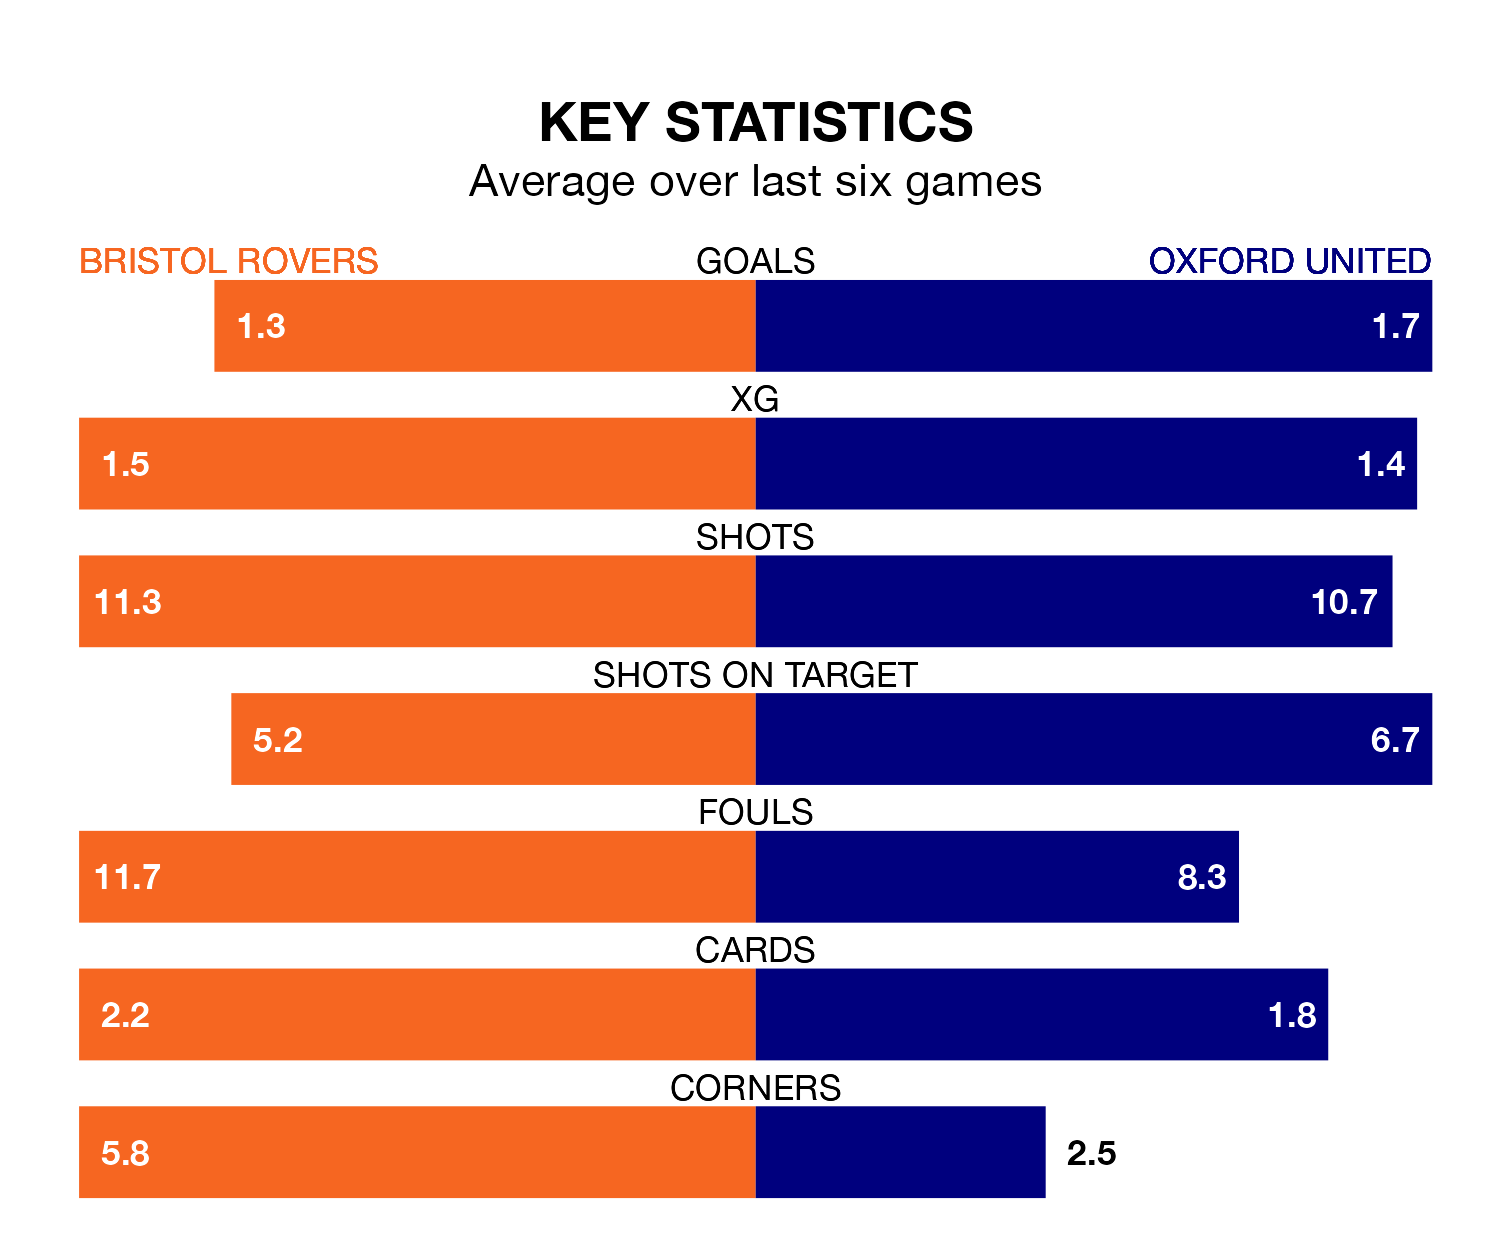 KEY STATISTICS
Average over last six games
BRISTOL ROVERS GOALS OXFORD UNITED
1.3 1.7
XG
1.5 1.4
SHOTS
11.3 10.7
SHOTS ON TARGET
5.2 6.7
FOULS
11.7 8.3
CARDS
2.2 1.8
CORNERS
5.8 2.5